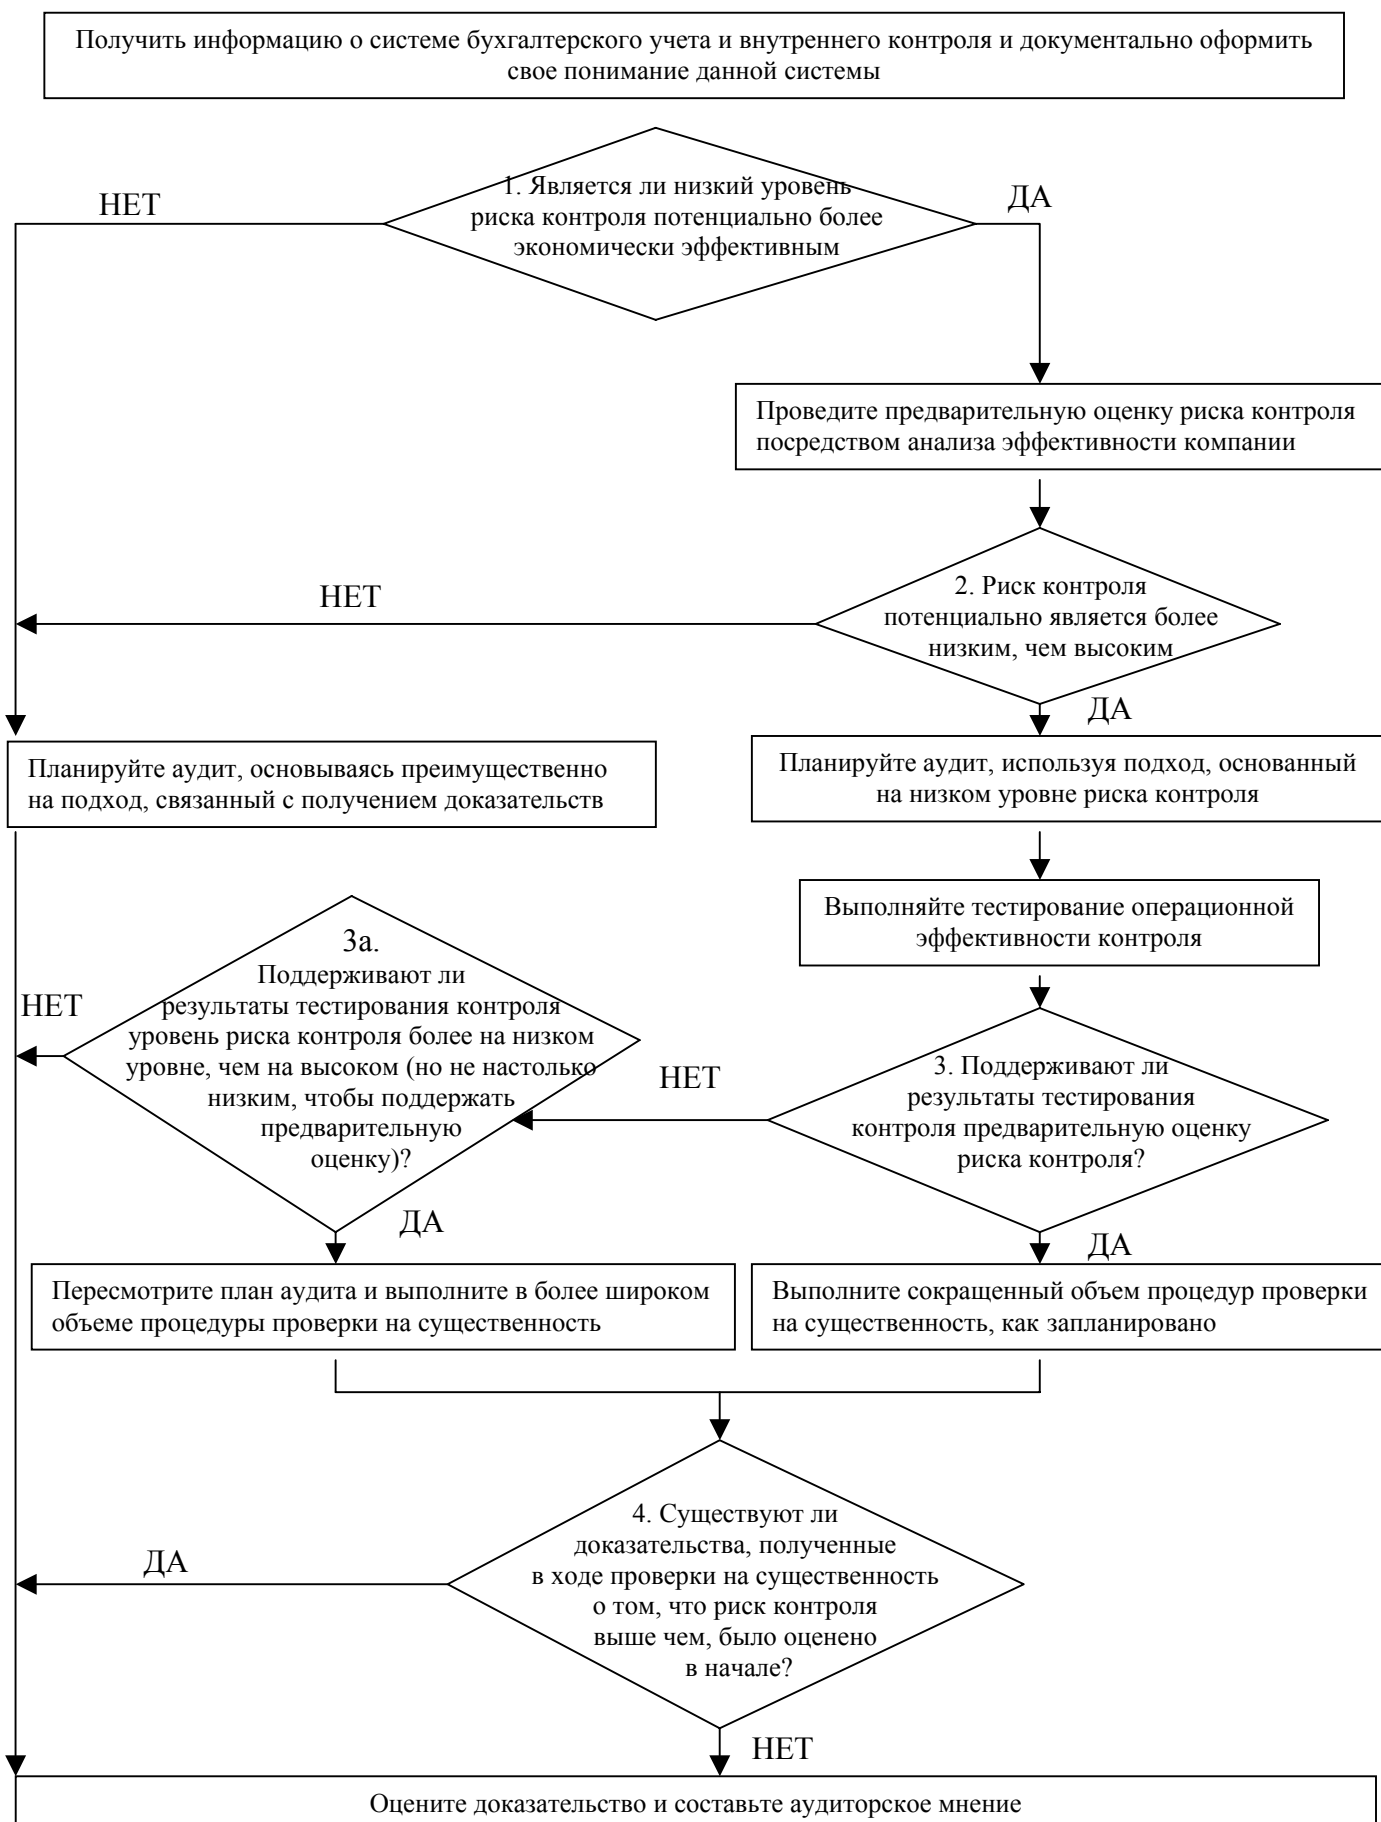 Получить информацию о системе бухгалтерского учета и внутреннего контроля и документально оформить
свое понимание данной системы
НЕТ
1. Является ли низкий уровень
риска контроля потенциально более
экономически эффективным
ДА
Проведите предварительную оценку риска контроля
посредством анализа эффективности компании
НЕТ
2. Риск контроля
потенциально является более
низким, чем высоким
ДА
Планируйте аудит, основываясь преимущественно
на подход, связанный с получением доказательств
Планируйте аудит, используя подход, основанный
на низком уровне риска контроля
Выполняйте тестирование операционной
эффективности контроля
НЕТ
3а.
Поддерживают ли
результаты тестирования контроля
уровень риска контроля более на низком
уровне, чем на высоком (но не настолько
низким, чтобы поддержать
предварительную
оценку)?
НЕТ
3. Поддерживают ли
результаты тестирования
контроля предварительную оценку
риска контроля?
ДА
ДА
Пересмотрите план аудита и выполните в более широком
объеме процедуры проверки на существенность
Выполните сокращенный объем процедур проверки
на существенность, как запланировано
ДА
4. Существуют ли
доказательства, полученные
в ходе проверки на существенность
о том, что риск контроля
выше чем, было оценено
в начале?
НЕТ
Оцените доказательство и составьте аудиторское мнение